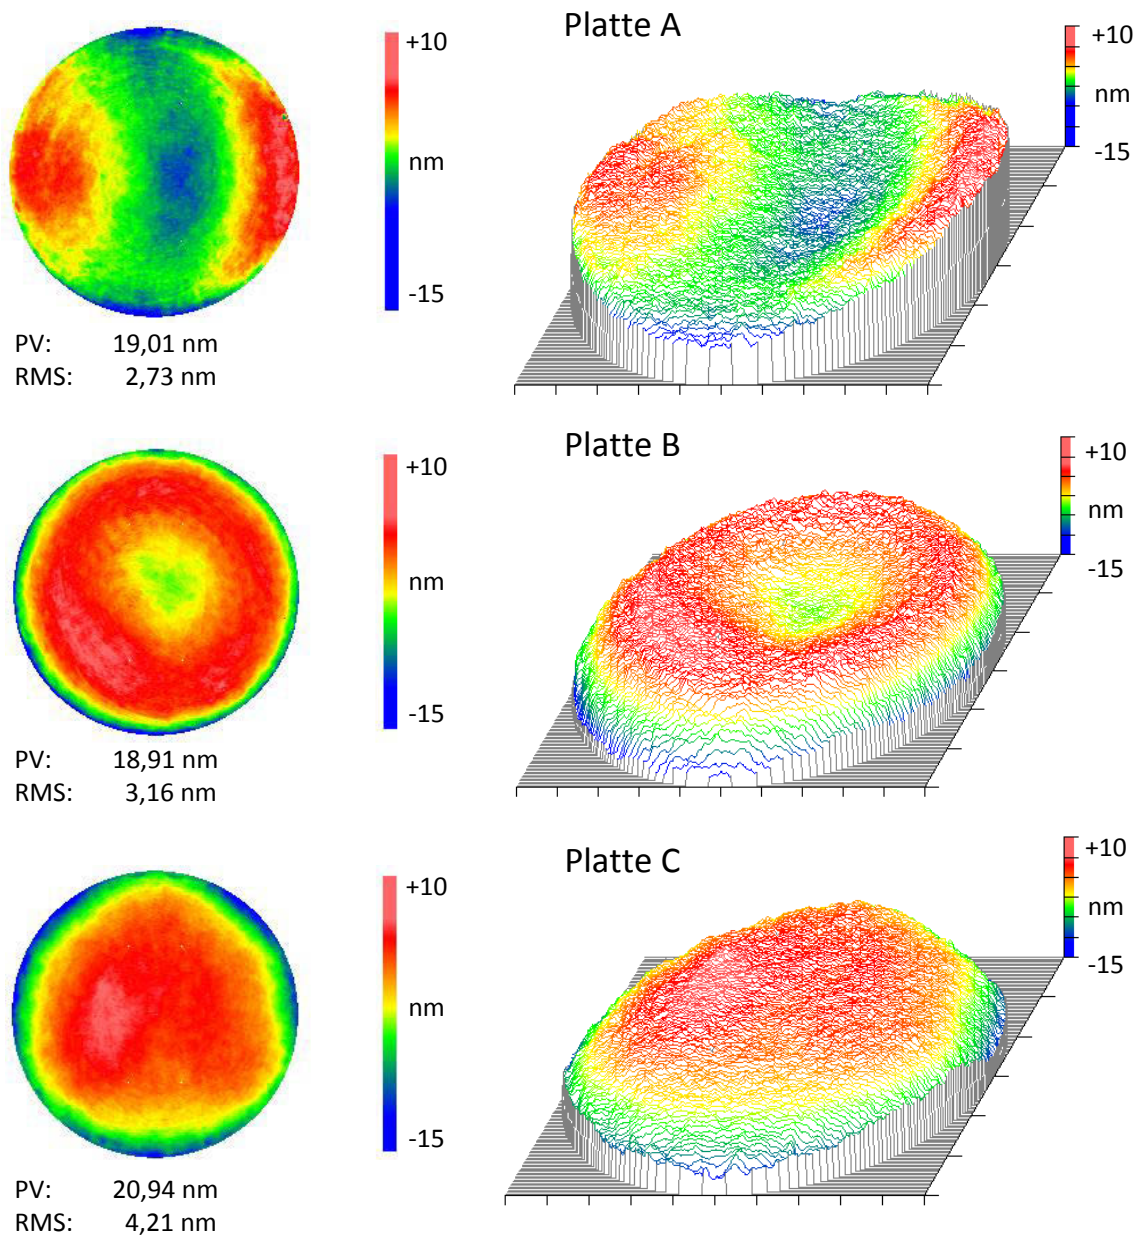 Platte A
+10
nm
-15
+10
nm
-15
PV: 19,01 nm
RMS: 2,73 nm
Platte B
+10
nm
-15
+10
nm
-15
PV: 18,91 nm
RMS: 3,16 nm
Platte C
+10
nm
-15
+10
nm
-15
PV: 20,94 nm
RMS: 4,21 nm